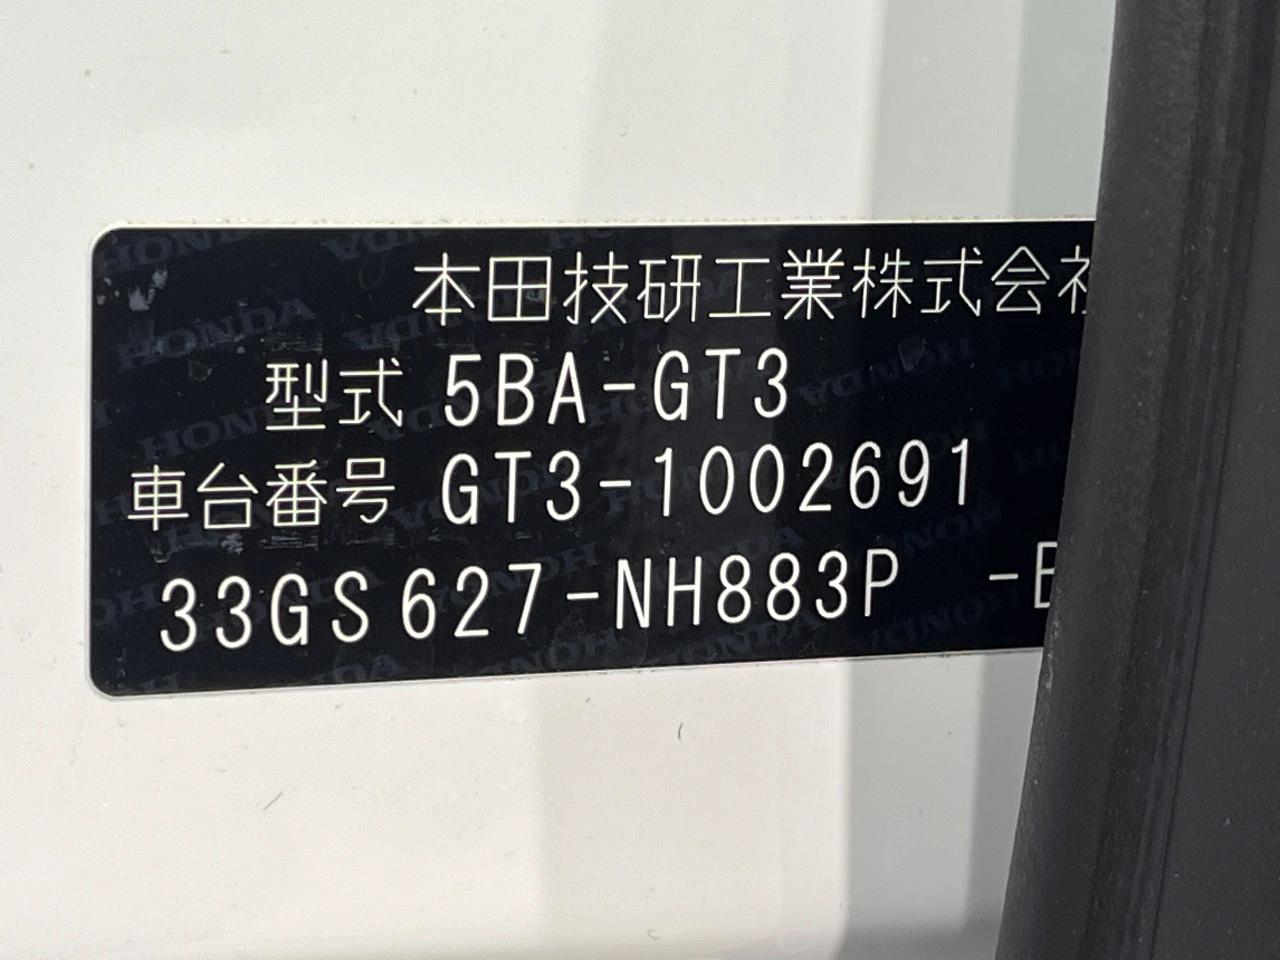 本田技研工業株式会社
型式 5BA-GT3
車台番号 GT3-1002691
33GS627-NH883P -